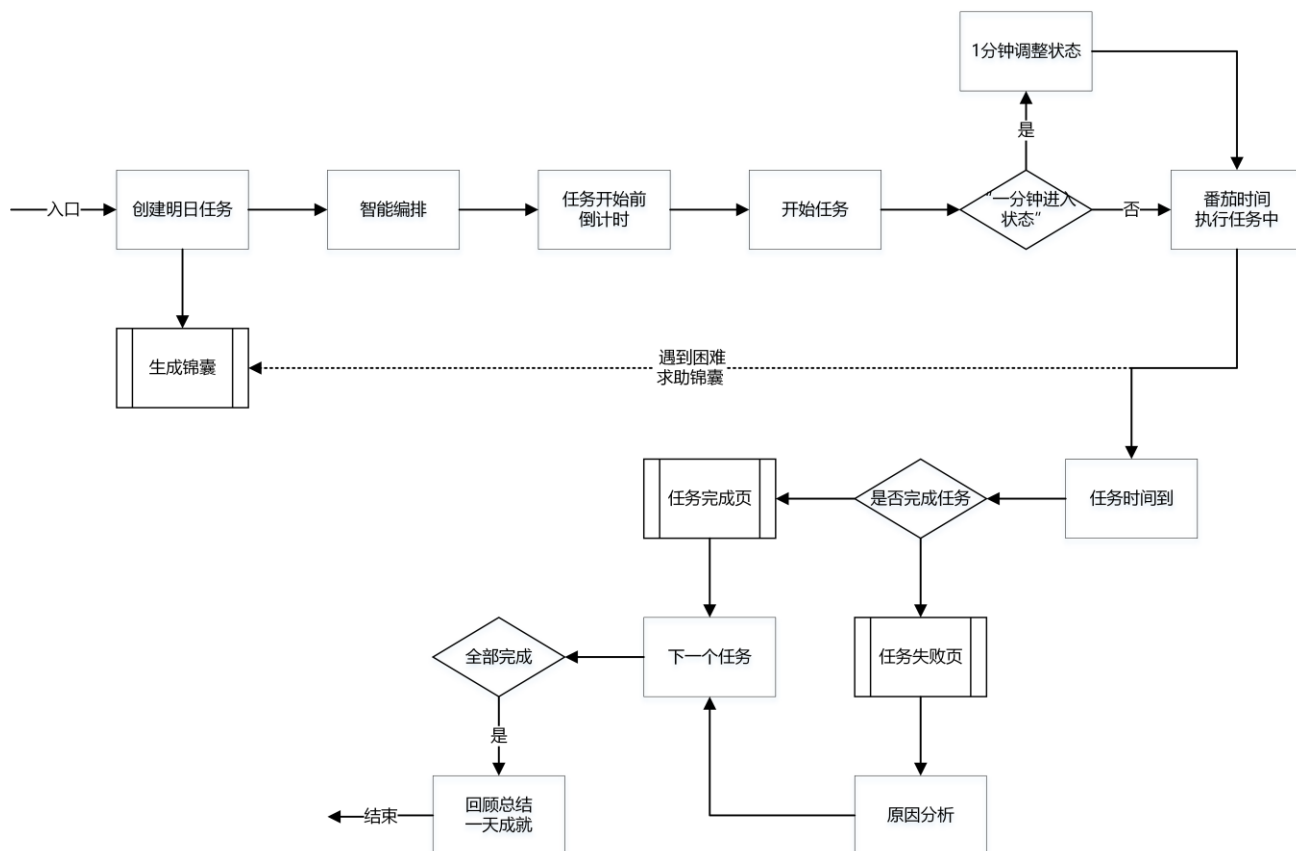 1分钟调整状态
是
入口
创建明日任务
智能编排
任务开始前
倒计时
开始任务
“一分钟进入
状态”
否
番茄时间
执行任务中
生成锦囊
遇到困难
求助锦囊
任务完成页
是否完成任务
任务时间到
全部完成
下一个任务
任务失败页
是
结束
回顾总结
一天成就
原因分析